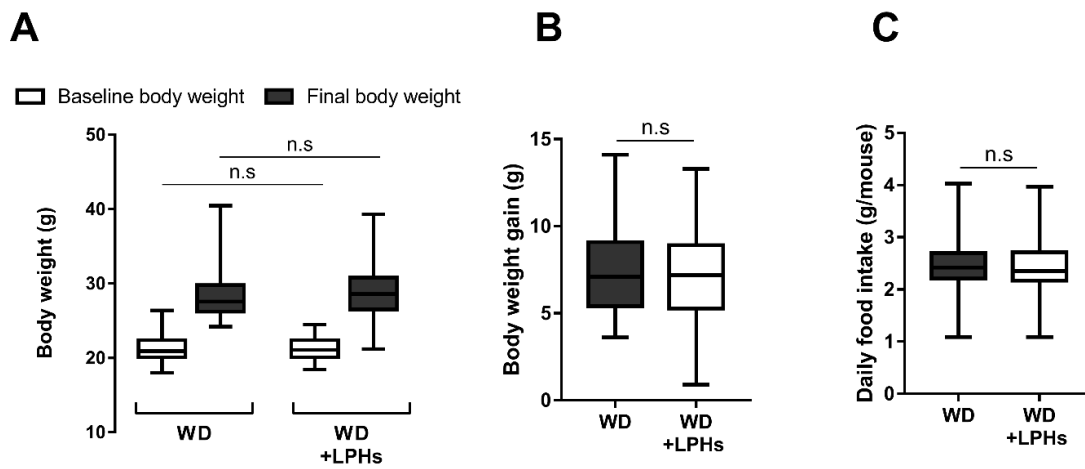 A
B
C
Baseline body weight
Final body weight
Body weight (g)
50
40
30
20
10
n.s
n.s
WD
WD
+LPHs
Body weight gain (g)
15
10
5
0
n.s
WD
WD
+LPHs
Daily food intake (g/mouse)
5
4
3
2
1
0
n.s
WD
WD
+LPHs